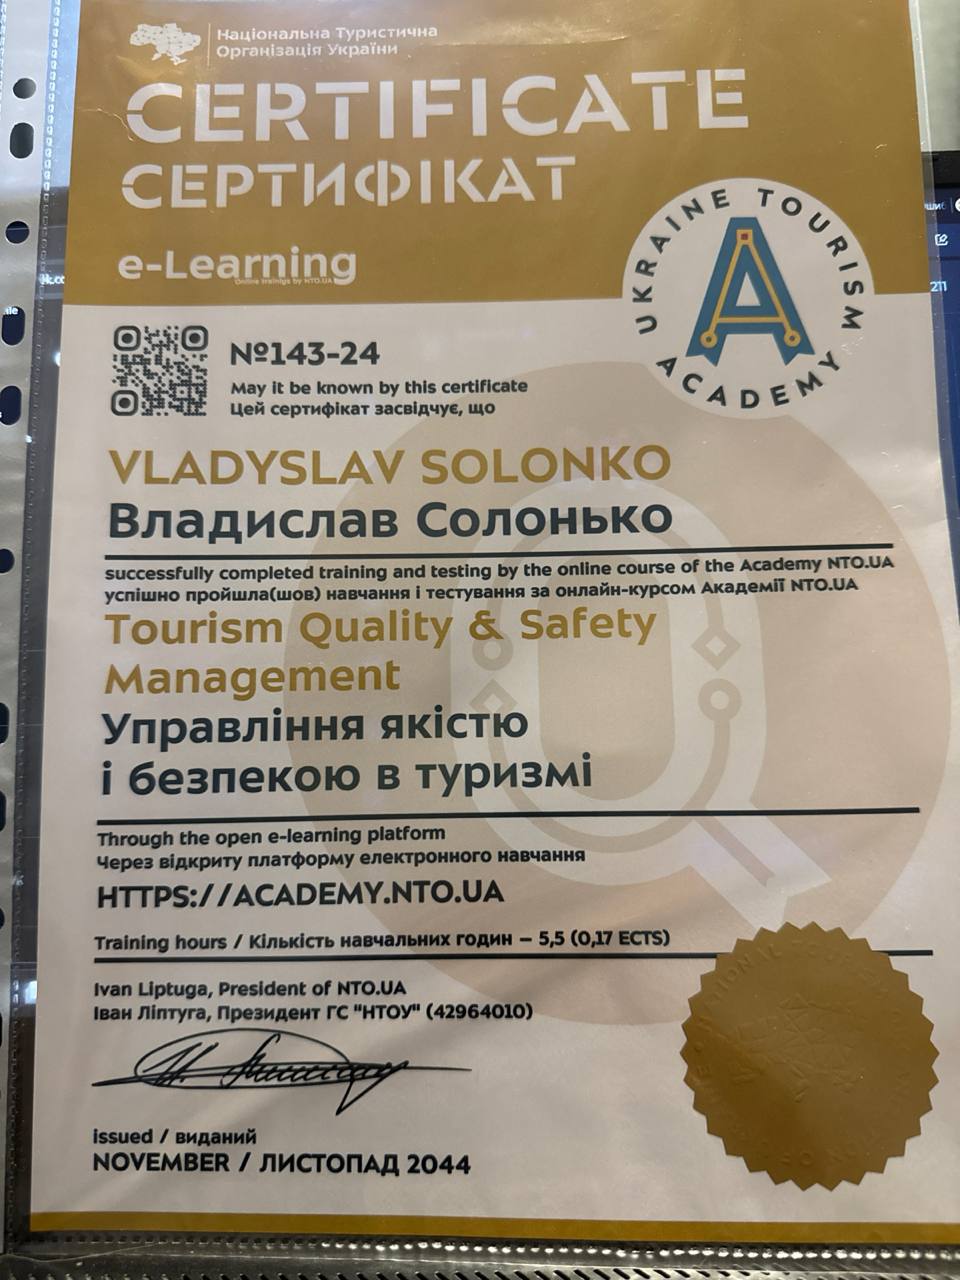 Національна Туристична
Організація України
CERTIFICATE
СЕРТИФІКАТ
e-Learning
Online trainigs by NTO.UA
UKRAINE TOURISM ACADEMY
A
№143-24
May it be known by this certificate
Цей сертифікат засвідчує, що
VLADYSLAV SOLONKO
Владислав Солонько
successfully completed training and testing by the online course of the Academy NTO.UA
успішно пройшла(шов) навчання і тестування за онлайн-курсом Академії NTO.UA
Tourism Quality & Safety
Management
Управління якістю
і безпекою в туризмі
Through the open e-learning platform
Через відкриту платформу електронного навчання
HTTPS://ACADEMY.NTO.UA
Training hours / Кількість навчальних годин – 5,5 (0,17 ECTS)
Ivan Liptuga, President of NTO.UA
Іван Ліптуга, Президент ГС "НТОУ" (42964010)
issued / виданий
NOVEMBER / ЛИСТОПАД 2044
211